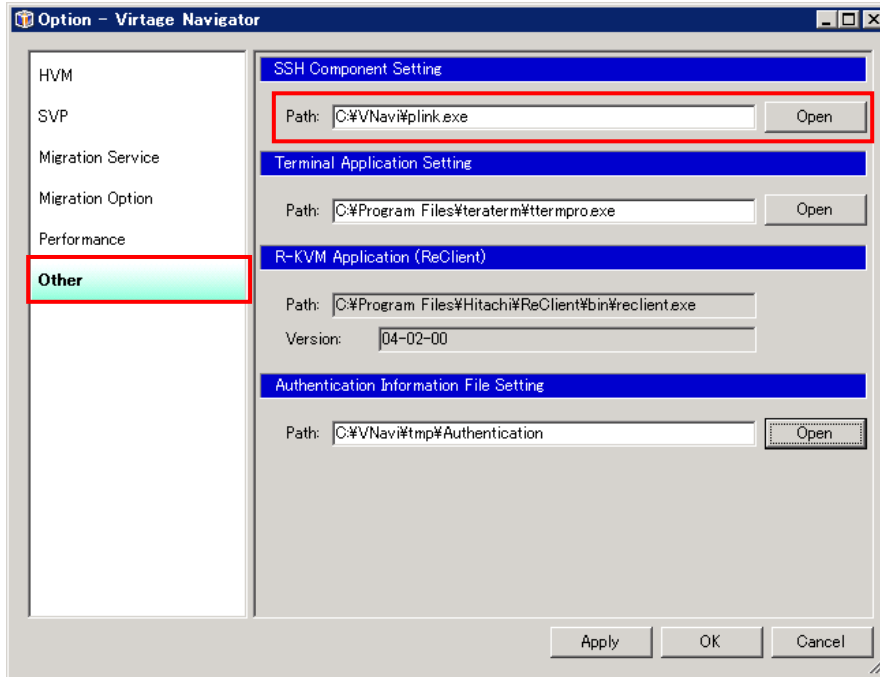 Option - Virtage Navigator
HVM
SVP
Migration Service
Migration Option
Performance
Other
SSH Component Setting
Path: C:¥VNavi¥plink.exe Open
Terminal Application Setting
Path: C:¥Program Files¥teraterm¥ttermpro.exe Open
R-KVM Application (ReClient)
Path: C:¥Program Files¥Hitachi¥ReClient¥bin¥reclient.exe
Version: 04-02-00
Authentication Information File Setting
Path: C:¥VNavi¥tmp¥Authentication Open
Apply OK Cancel